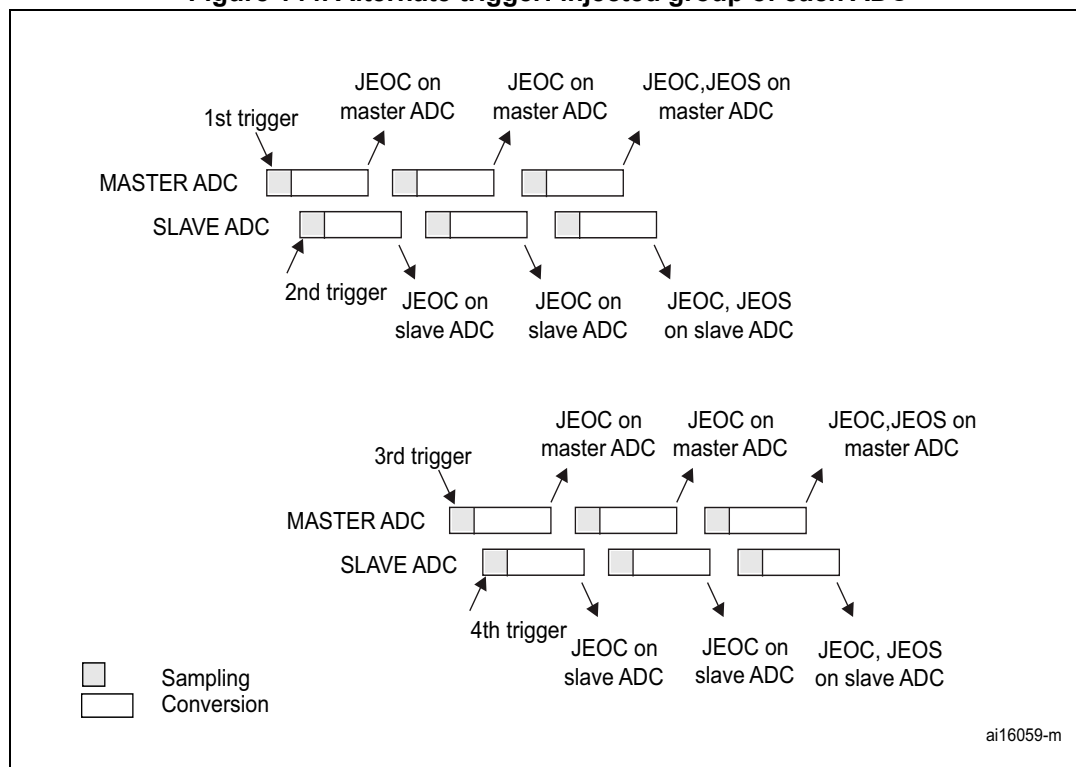 JEOC on
master ADC
JEOC on
master ADC
JEOC,JEOS on
master ADC
1st trigger
MASTER ADC
SLAVE ADC
2nd trigger
JEOC on
slave ADC
JEOC on
slave ADC
JEOC, JEOS
on slave ADC
JEOC on
master ADC
JEOC on
master ADC
JEOC,JEOS on
master ADC
3rd trigger
MASTER ADC
SLAVE ADC
4th trigger
JEOC on
slave ADC
JEOC on
slave ADC
JEOC, JEOS
on slave ADC
Sampling
Conversion
ai16059-m